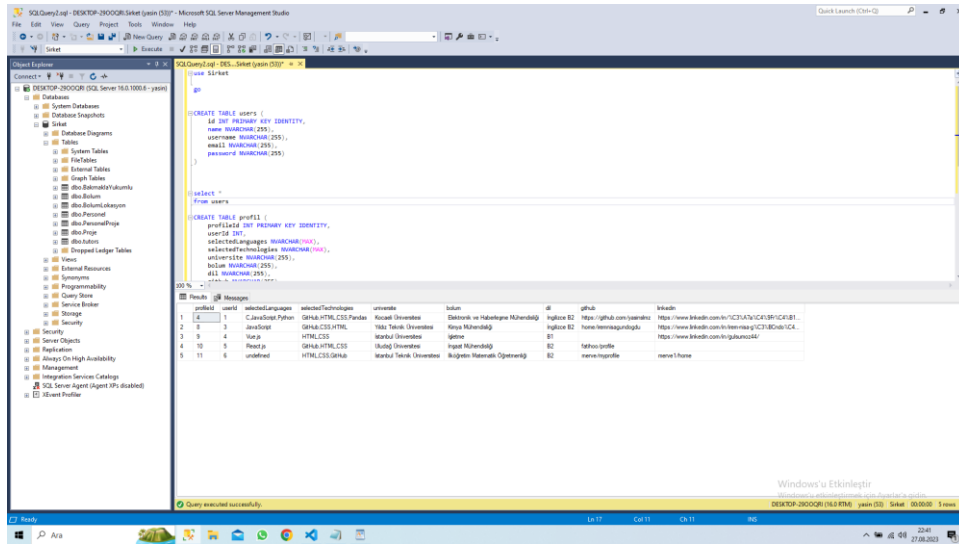 SQLQuery2.sql - DESKTOP-29OOQRI.Sirket (yasin (53))* - Microsoft SQL Server Management Studio
Quick Launch (Ctrl+Q)
File Edit View Query Project Tools Window Help
New Query
Sirket
Execute
Object Explorer
SQLQuery2.sql - DES...Sirket (yasin (53))*
Connect
DESKTOP-29OOQRI (SQL Server 16.0.1000.6 - yasin)
Databases
System Databases
Database Snapshots
Sirket
Database Diagrams
Tables
System Tables
FileTables
External Tables
Graph Tables
dbo.BakmaklaYukumlu
dbo.Bolum
dbo.BolumLokasyon
dbo.Personel
dbo.PersonelProje
dbo.Proje
dbo.tutors
Dropped Ledger Tables
Views
External Resources
Synonyms
Programmability
Query Store
Service Broker
Storage
Security
Security
Server Objects
Replication
Always On High Availability
Management
Integration Services Catalogs
SQL Server Agent (Agent XPs disabled)
XEvent Profiler
use Sirket
go
CREATE TABLE users (
id INT PRIMARY KEY IDENTITY,
name NVARCHAR(255),
username NVARCHAR(255),
email NVARCHAR(255),
password NVARCHAR(255)
)
select *
from users
CREATE TABLE profil (
profileId INT PRIMARY KEY IDENTITY,
userId INT,
selectedLanguages NVARCHAR(MAX),
selectedTechnologies NVARCHAR(MAX),
universite NVARCHAR(255),
bolum NVARCHAR(255),
dil NVARCHAR(255),
100 %
Results Messages
profileId userId selectedLanguages selectedTechnologies universite bolum dil github linkedin
1 4 1 C,JavaScript,Python GitHub,HTML,CSS,Pandas Kocaeli Üniversitesi Elektronik ve Haberleşme Mühendisliği İngilizce B2
2 8 3 JavaScript GitHub,CSS,HTML Yıldız Teknik Üniversitesi Kimya Mühendisliği İngilizce B2
3 9 4 Vue.js HTML,CSS İstanbul Üniversitesi İşletme B1
4 10 5 React.js GitHub,HTML,CSS Uludağ Üniversitesi İnşaat Mühendisliği B2 fatihoo/profile
5 11 6 undefined HTML,CSS,GitHub İstanbul Teknik Üniversitesi İlköğretim Matematik Öğretmenliği B2 merve/myprofile merve1/home
Windows'u Etkinleştir
Windows'u etkinleştirmek için Ayarlar'a gidin.
Query executed successfully.
DESKTOP-29OOQRI (16.0 RTM) yasin (53) Sirket 00:00:00 5 rows
Ready
Ln 17 Col 11 Ch 11 INS
Ara
22:41
27.08.2023